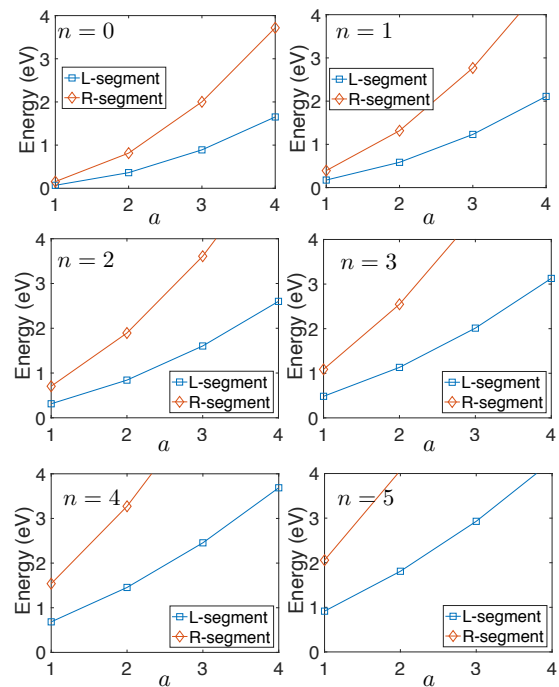 n = 0
Energy (eV)
4
3
2
1
0
L-segment
R-segment
1 2 3 4
a
n = 1
Energy (eV)
4
3
2
1
0
L-segment
R-segment
1 2 3 4
a
n = 2
Energy (eV)
4
3
2
1
0
L-segment
R-segment
1 2 3 4
a
n = 3
Energy (eV)
4
3
2
1
0
L-segment
R-segment
1 2 3 4
a
n = 4
Energy (eV)
4
3
2
1
0
L-segment
R-segment
1 2 3 4
a
n = 5
Energy (eV)
4
3
2
1
0
L-segment
R-segment
1 2 3 4
a